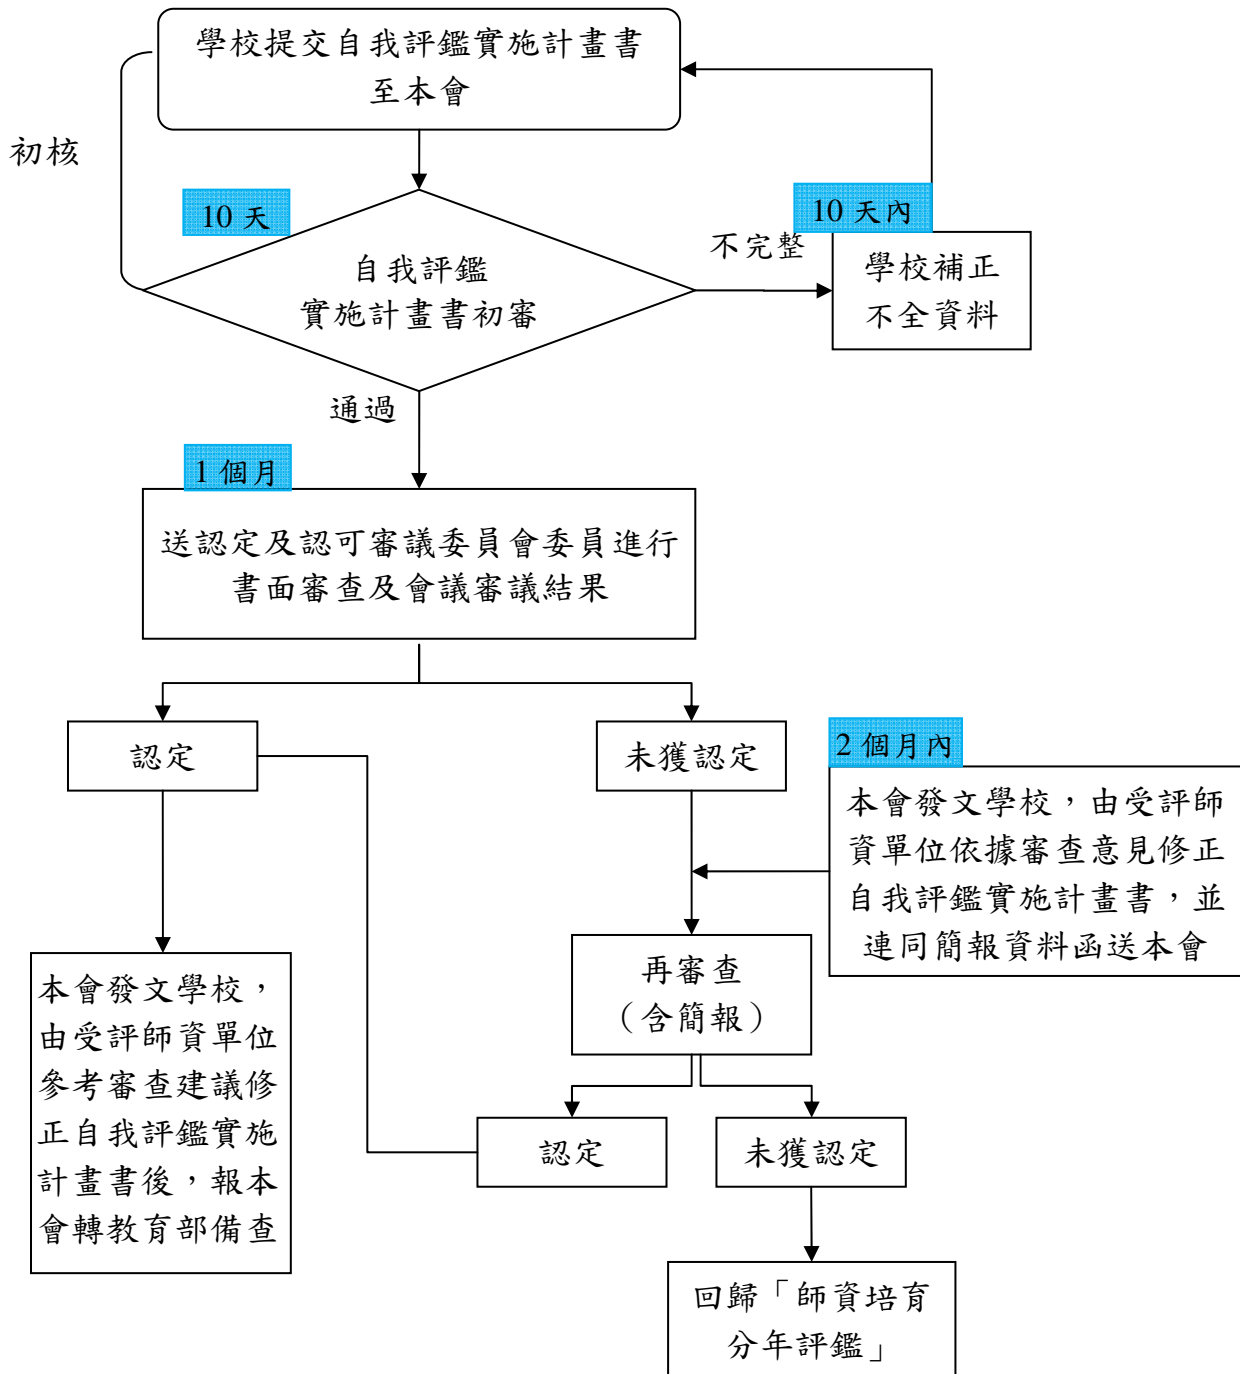 學校提交自我評鑑實施計畫書
至本會
初核
10 天
自我評鑑
實施計畫書初審
不完整
10 天內
學校補正
不全資料
通過
1 個月
送認定及認可審議委員會委員進行
書面審查及會議審議結果
認定
未獲認定
2 個月內
本會發文學校，由受評師
資單位依據審查意見修正
自我評鑑實施計畫書，並
連同簡報資料函送本會
再審查
（含簡報）
本會發文學校，
由受評師資單位
參考審查建議修
正自我評鑑實施
計畫書後，報本
會轉教育部備查
認定
未獲認定
回歸「師資培育
分年評鑑」